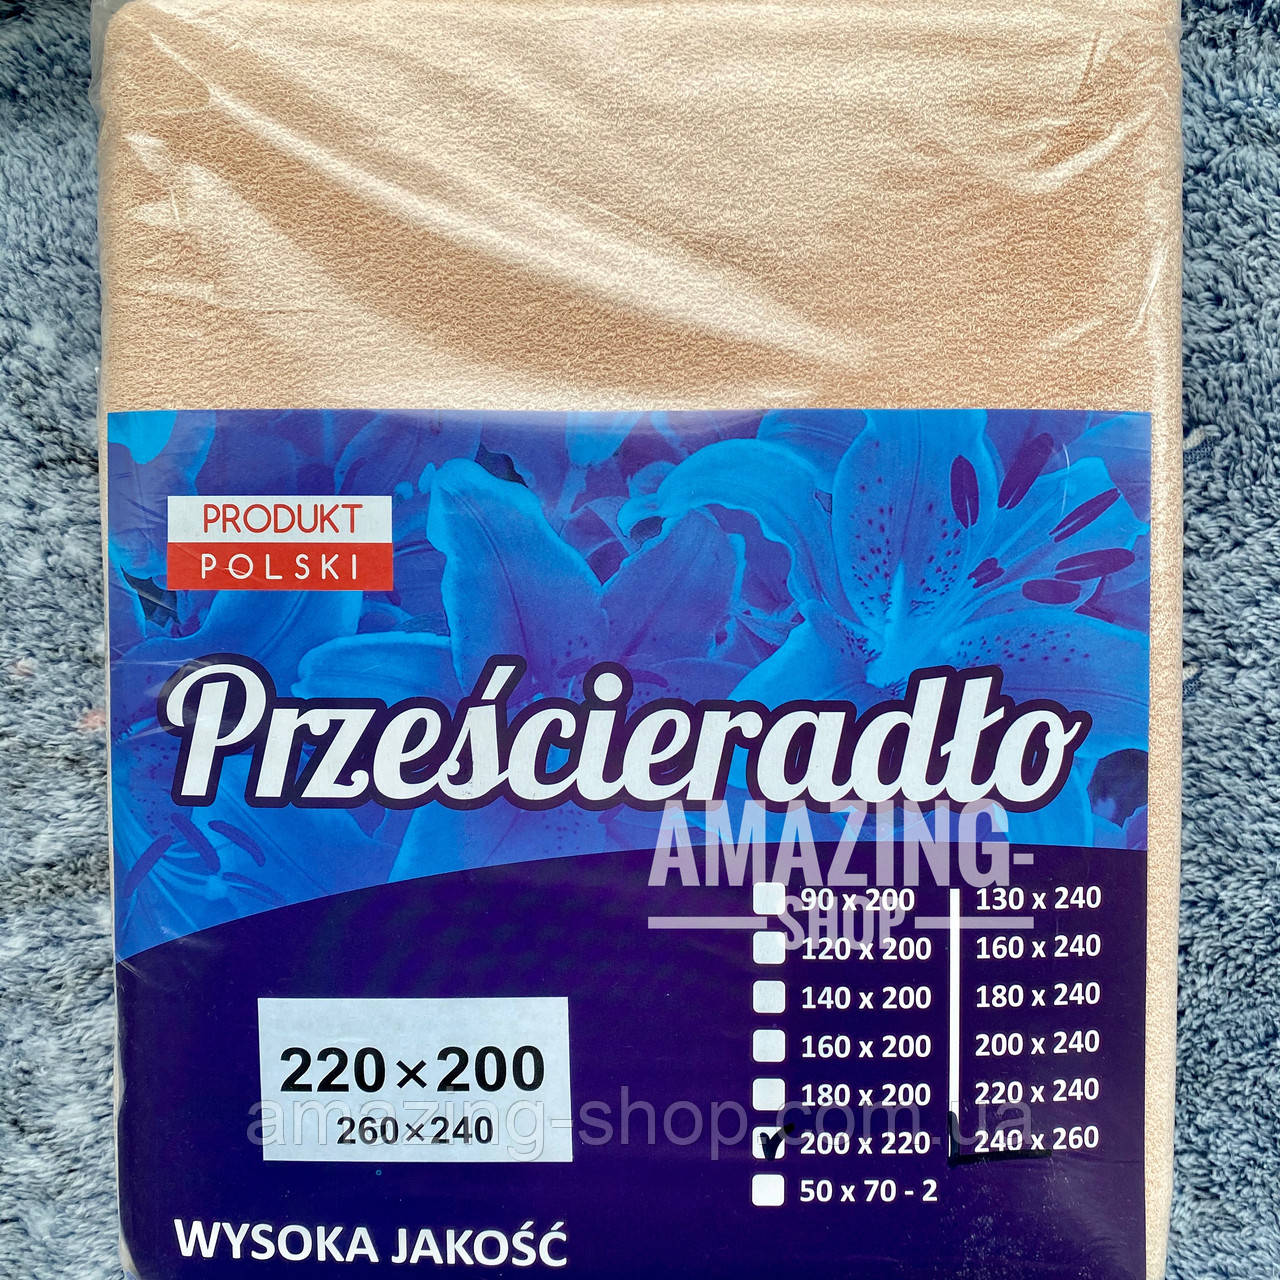 PRODUKT
POLSKI
Prześcieradło
AMAZING-
SHOP
90 x 200 130 x 240
120 x 200 160 x 240
140 x 200 180 x 240
160 x 200 200 x 240
180 x 200 220 x 240
200 x 220 240 x 260
50 x 70 - 2
220×200
260×240
amazing-shop.com.ua
WYSOKA JAKOŚĆ